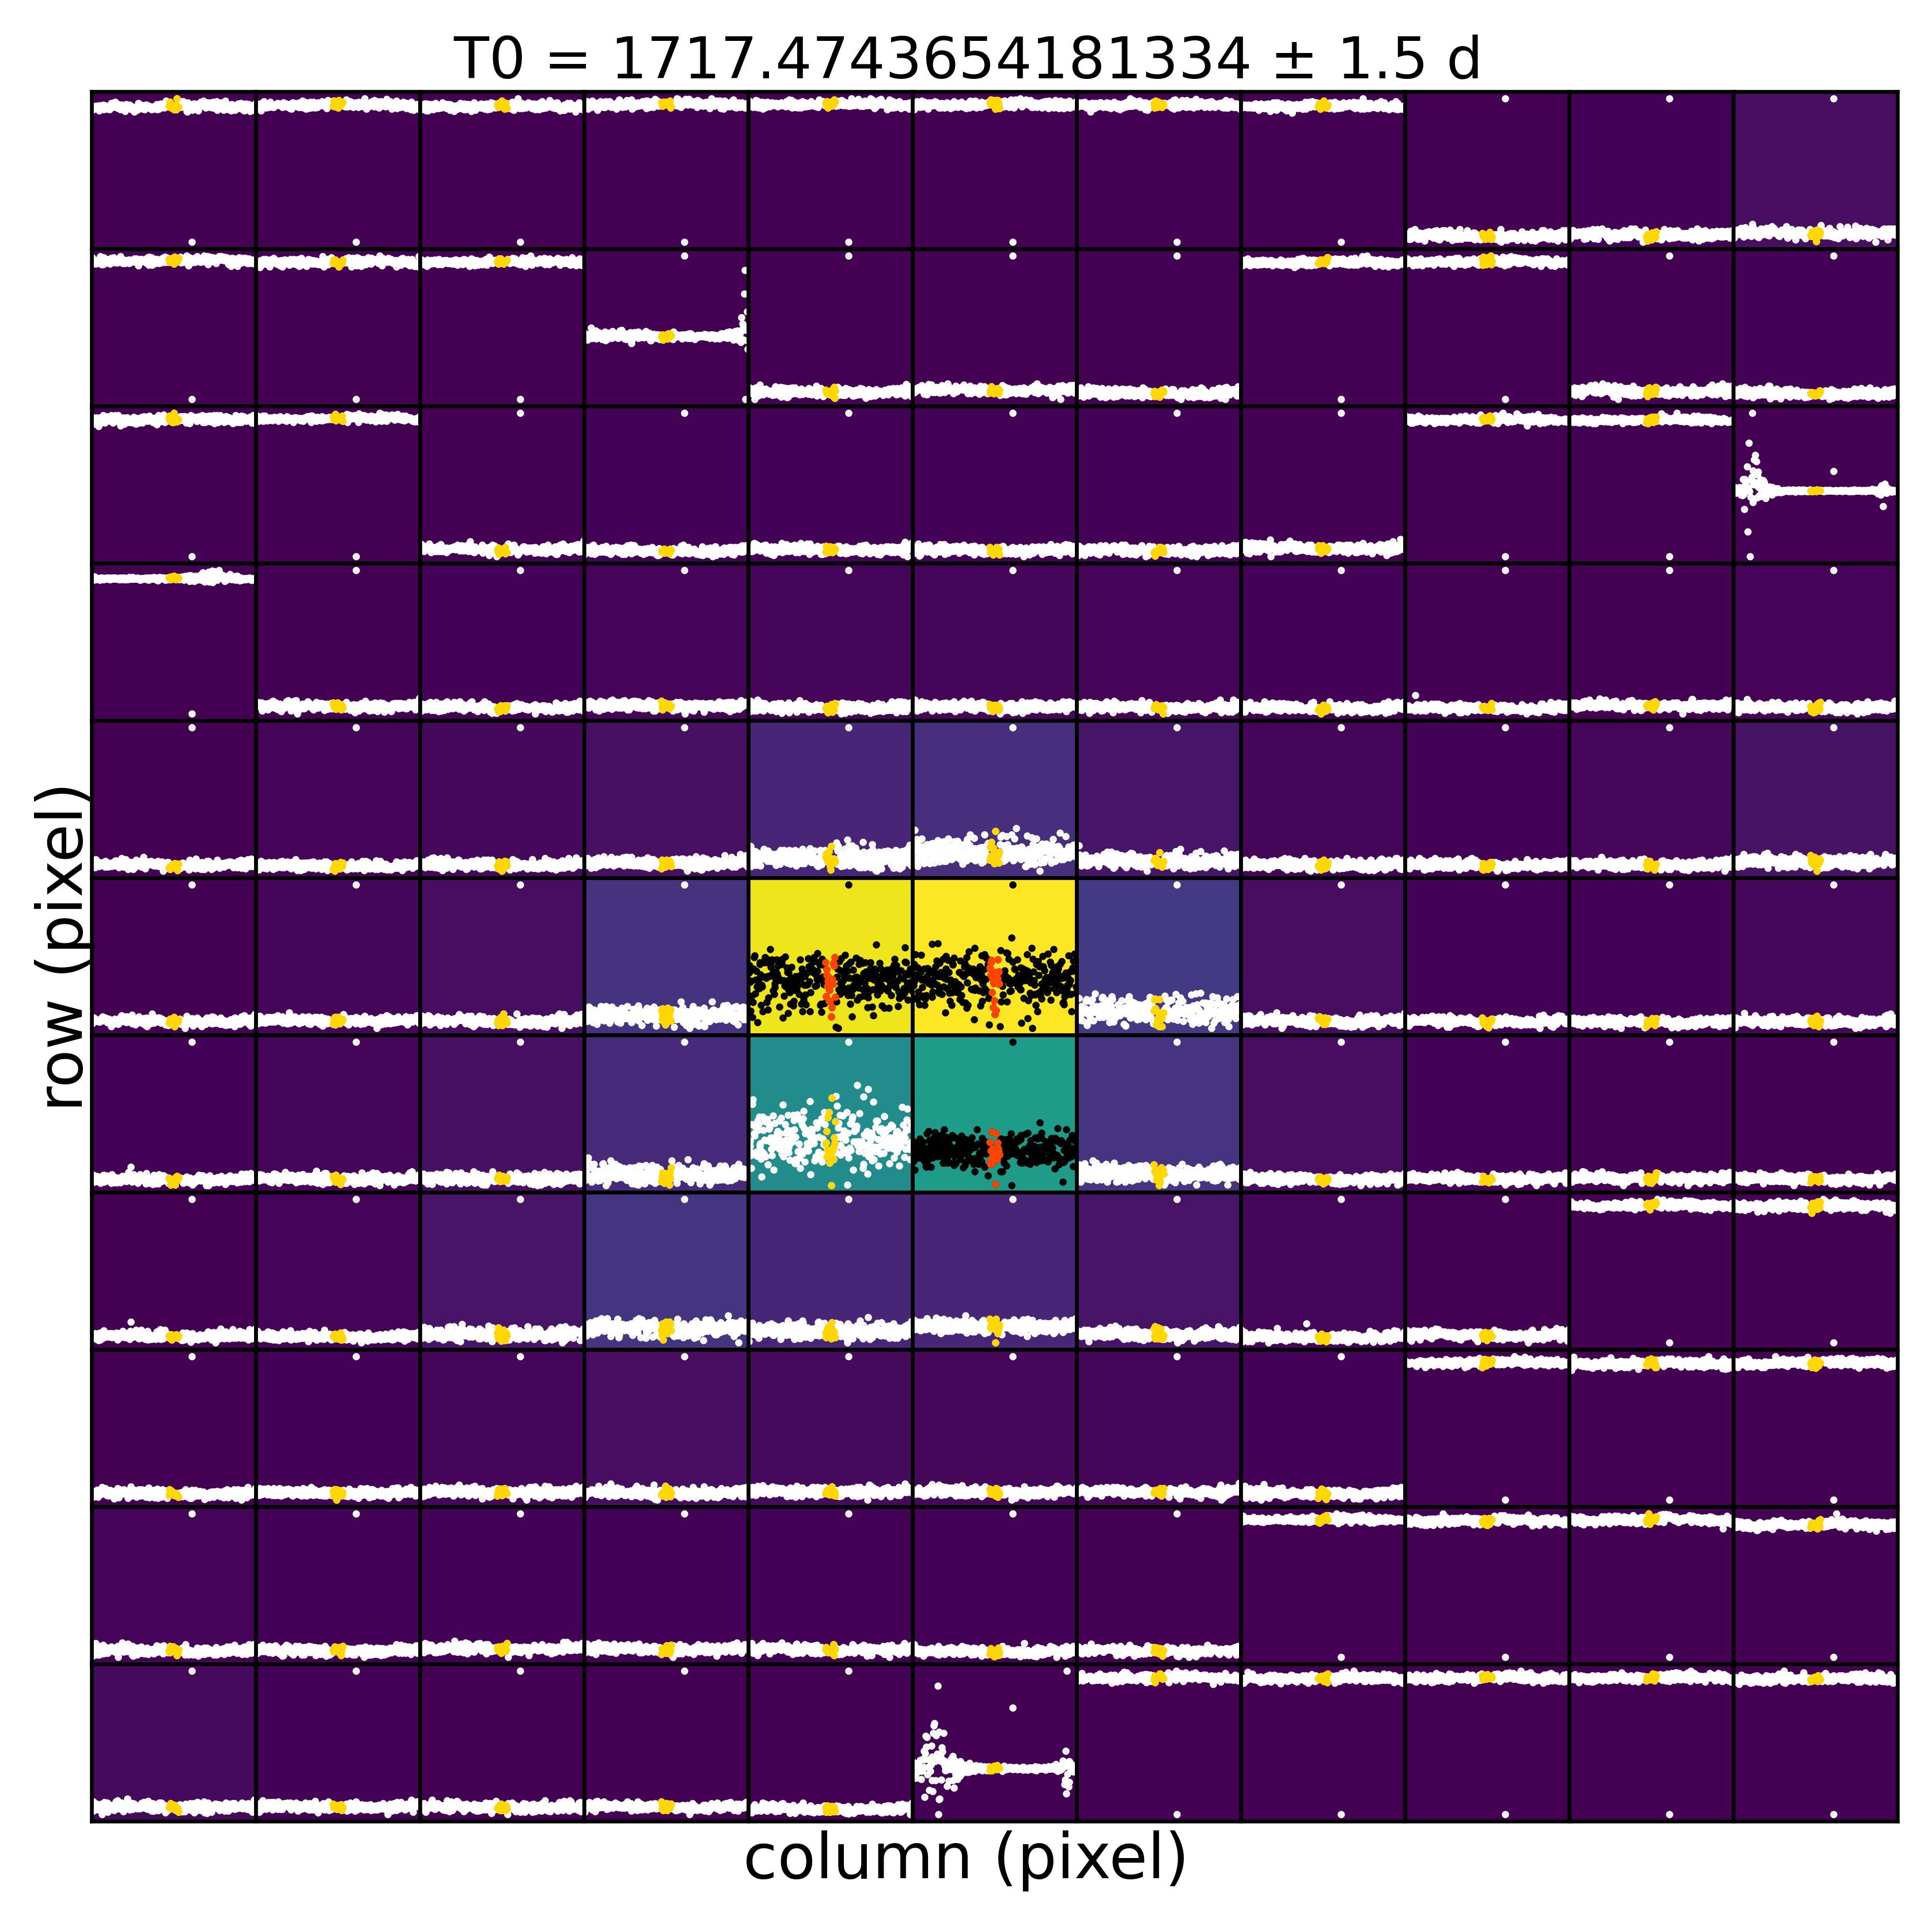 T0 = 1717.4743654181334 ± 1.5 d
row (pixel)
column (pixel)